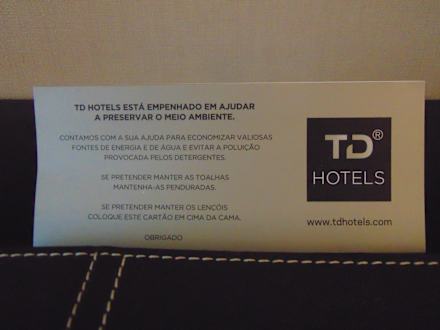 TD HOTELS ESTÁ EMPENHADO EM AJUDAR
A PRESERVAR O MEIO AMBIENTE.
CONTAMOS COM A SUA AJUDA PARA ECONOMIZAR VALIOSAS
FONTES DE ENERGIA E DE ÁGUA E EVITAR A POLUIÇÃO
PROVOCADA PELOS DETERGENTES.
SE PRETENDER MANTER AS TOALHAS
MANTENHA-AS PENDURADAS.
SE PRETENDER MANTER OS LENÇÓIS
COLOQUE ESTE CARTÃO EM CIMA DA CAMA.
OBRIGADO
TD®
HOTELS
www.tdhotels.com